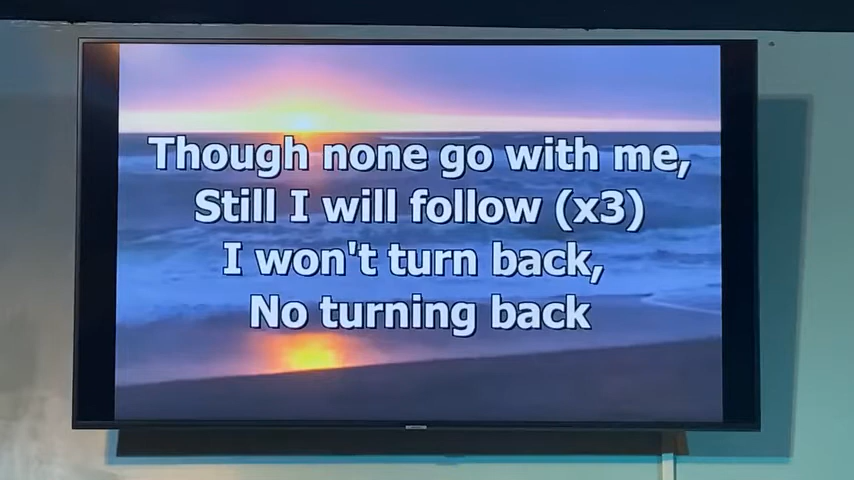 Though none go with me,
Still I will follow (x3)
I won't turn back,
No turning back